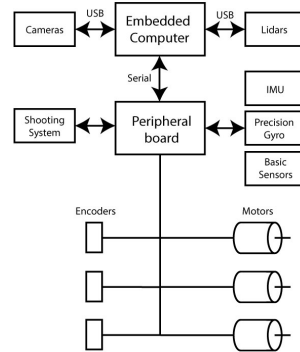 USB
Embedded
Computer
USB
Cameras
Lidars
Serial
IMU
Shooting
System
Peripheral
board
Precision
Gyro
Basic
Sensors
Encoders
Motors